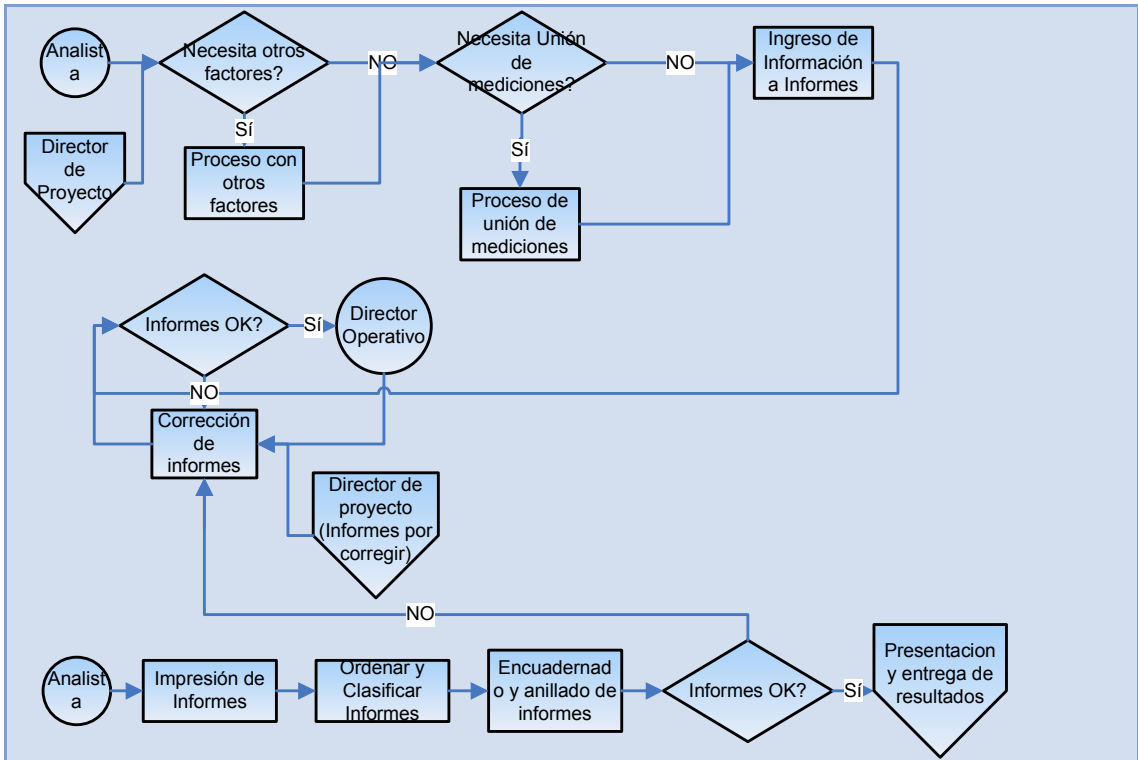 Analist
a
Necesita otros
factores?
NO
Necesita Unión
de
mediciones?
NO
Ingreso de
Información
a Informes
Director
de
Proyecto
Sí
Proceso con
otros
factores
Sí
Proceso de
unión de
mediciones
Informes OK?
Sí
Director
Operativo
NO
Corrección
de
informes
Director de
proyecto
(Informes por
corregir)
NO
Analist
a
Impresión de
Informes
Ordenar y
Clasificar
Informes
Encuadernad
o y anillado de
informes
Informes OK?
Sí
Presentacion
y entrega de
resultados